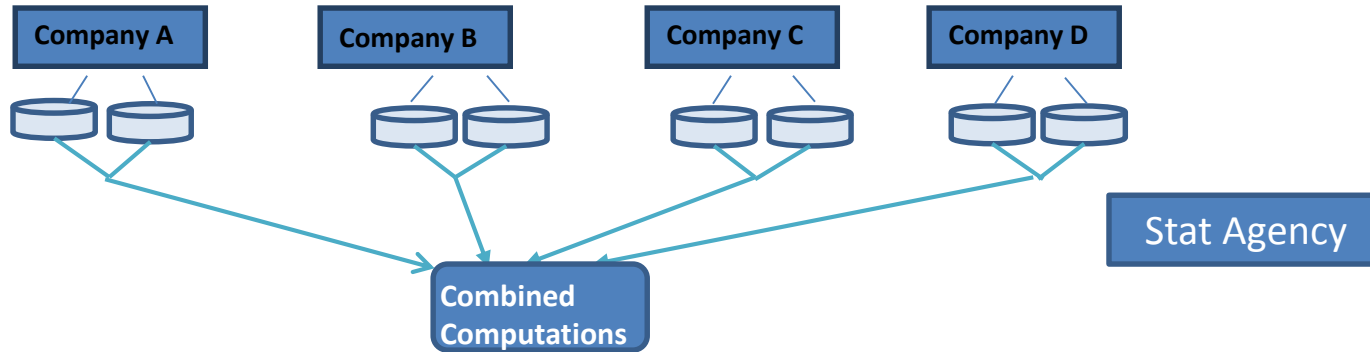 Company A
Company B
Company C
Company D
Stat Agency
Combined
Computations